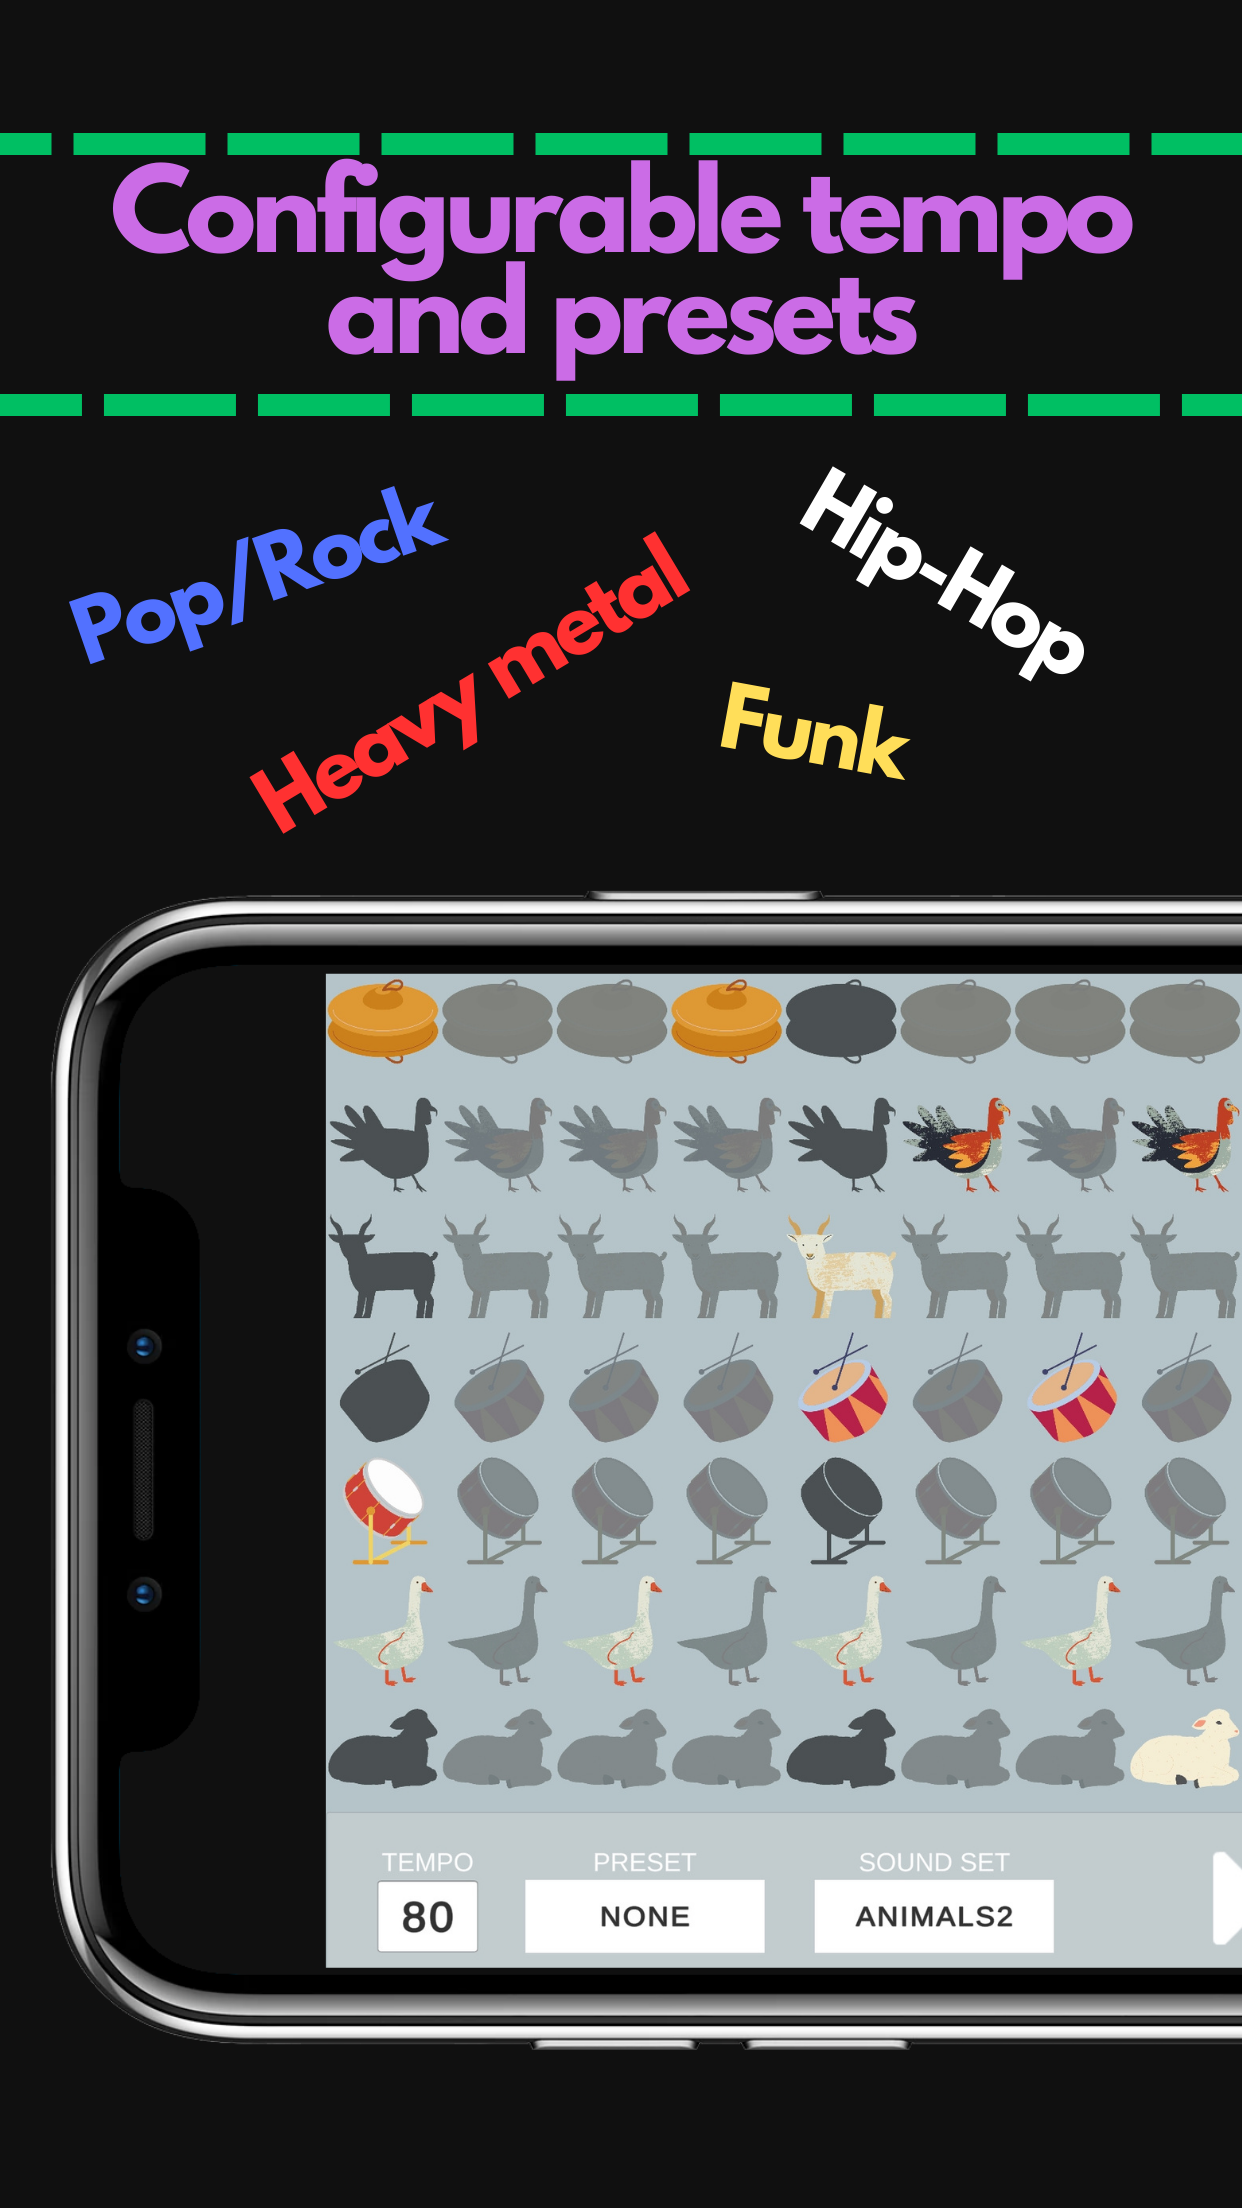 Configurable tempo
and presets
Pop/Rock
Hip-Hop
Heavy metal
Funk
TEMPO
PRESET
SOUND SET
80
NONE
ANIMALS2